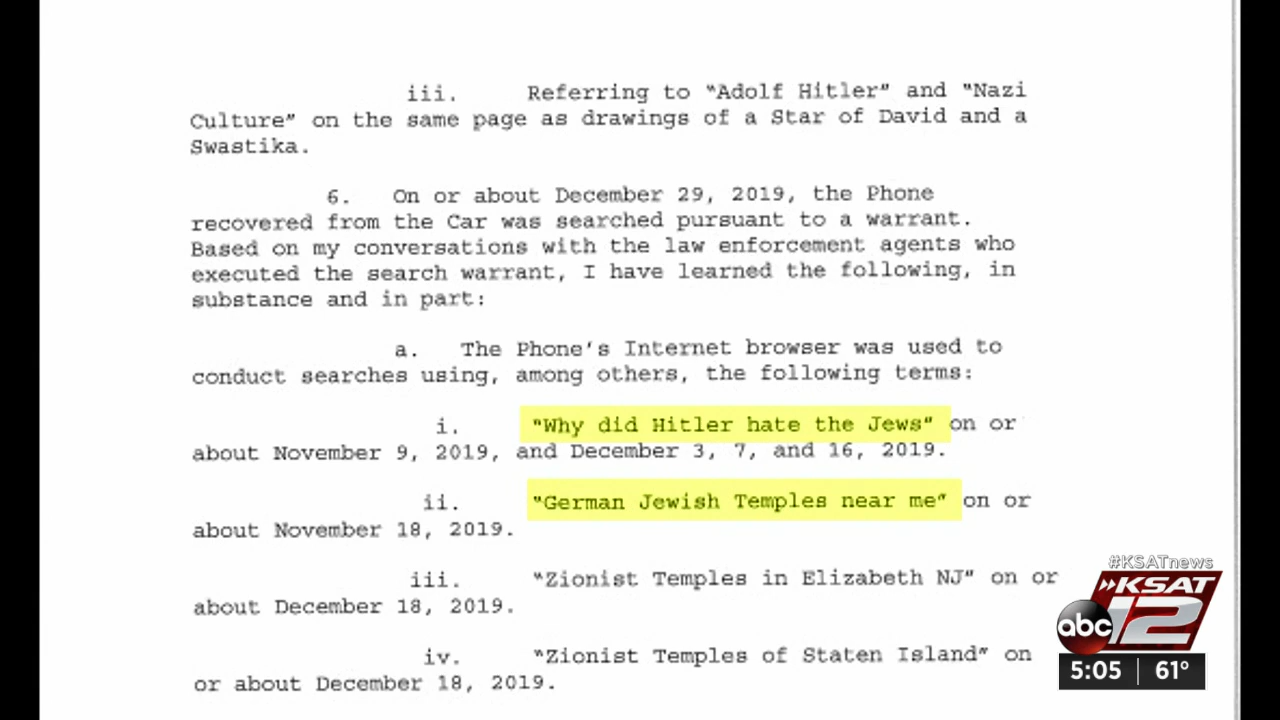 iii. Referring to "Adolf Hitler" and "Nazi
Culture" on the same page as drawings of a Star of David and a
Swastika.
6. On or about December 29, 2019, the Phone
recovered from the Car was searched pursuant to a warrant.
Based on my conversations with the law enforcement agents who
executed the search warrant, I have learned the following, in
substance and in part:
a. The Phone's Internet browser was used to
conduct searches using, among others, the following terms:
i. "Why did Hitler hate the Jews" on or
about November 9, 2019, and December 3, 7, and 16, 2019.
ii. "German Jewish Temples near me" on or
about November 18, 2019.
iii. "Zionist Temples in Elizabeth NJ" on or
about December 18, 2019.
iv. "Zionist Temples of Staten Island" on
or about December 18, 2019.
#KSATnews
KSAT
abc 12
5:05 61°